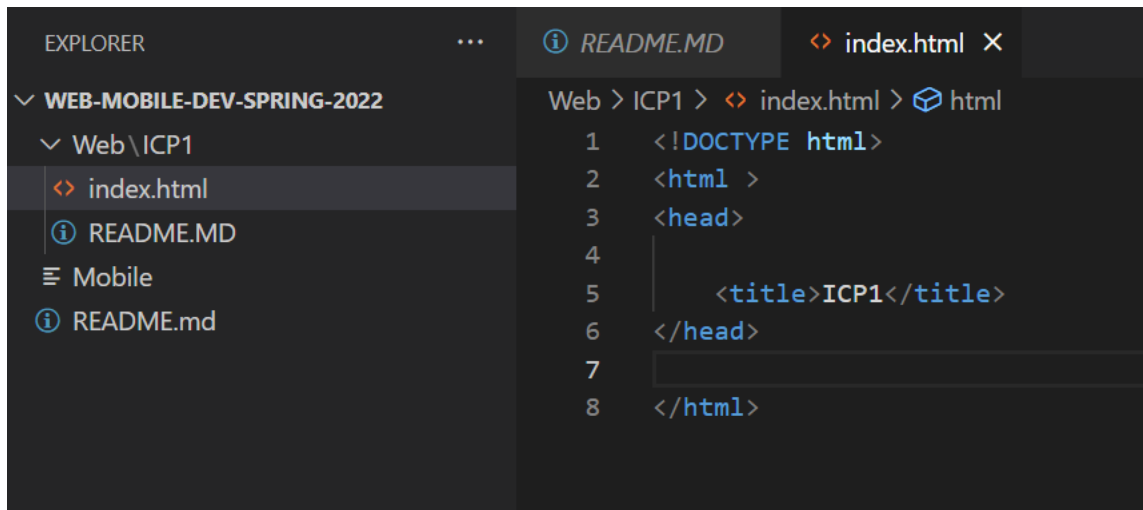 EXPLORER ···
WEB-MOBILE-DEV-SPRING-2022
Web\ICP1
index.html
README.MD
Mobile
README.md
README.MD <> index.html ×
Web > ICP1 > <> index.html > html
1 <!DOCTYPE html>
2 <html >
3 <head>
4
5 <title>ICP1</title>
6 </head>
7
8 </html>